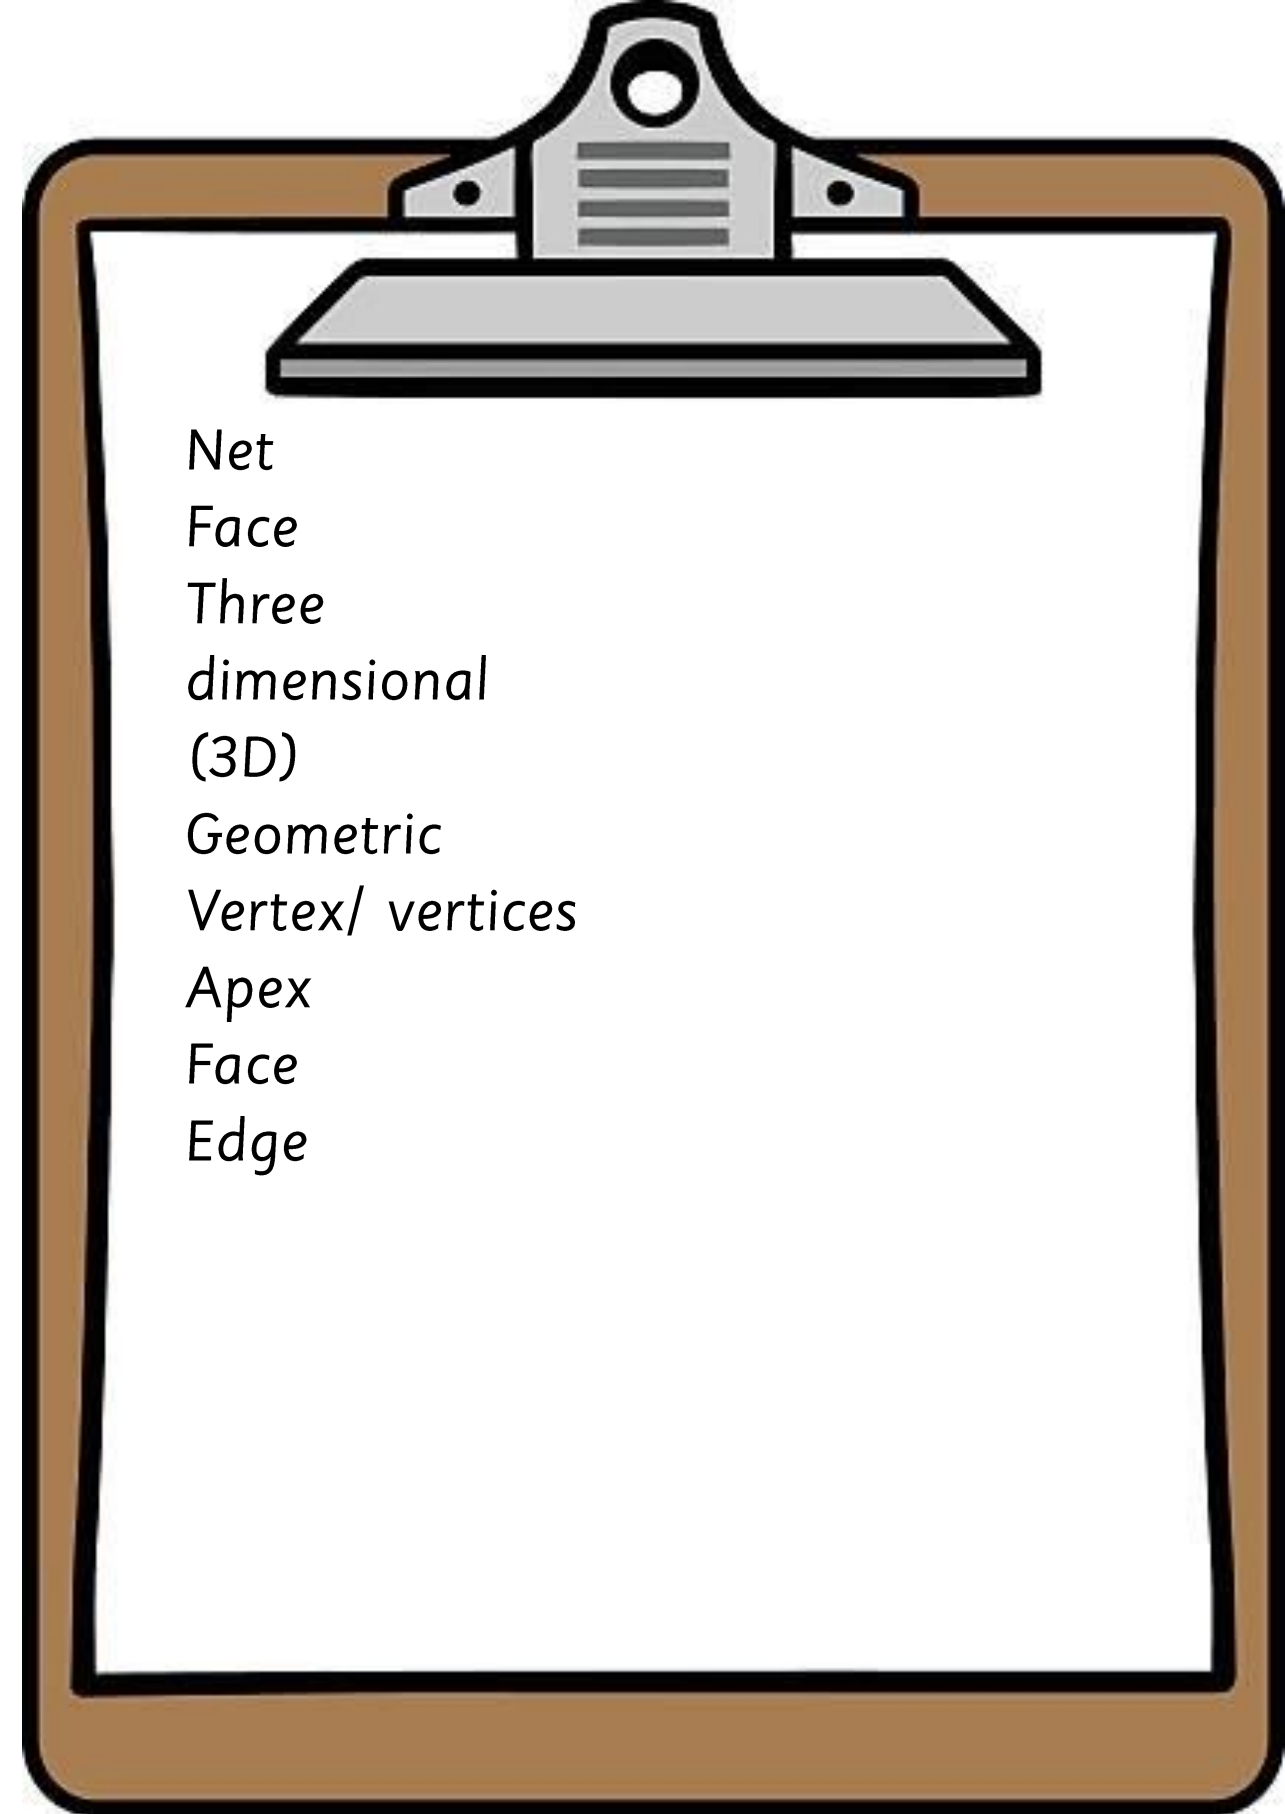 Net
Face
Three
dimensional
(3D)
Geometric
Vertex/ vertices
Apex
Face
Edge